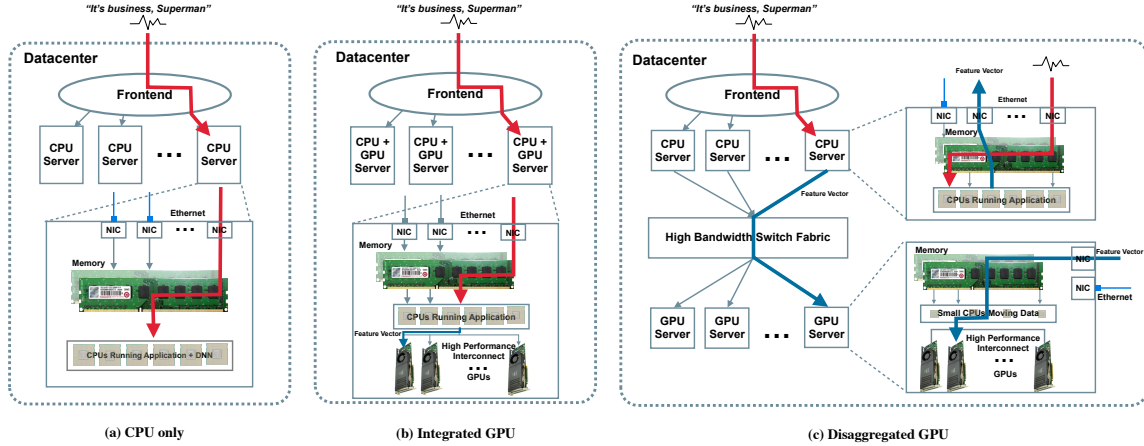 "It's business, Superman"
Datacenter
Frontend
CPU Server
CPU Server
...
CPU Server
Ethernet
NIC
NIC
...
NIC
Memory
CPUs Running Application + DNN
(a) CPU only
"It's business, Superman"
Datacenter
Frontend
CPU + GPU Server
CPU + GPU Server
...
CPU + GPU Server
Ethernet
NIC
NIC
...
NIC
Memory
CPUs Running Application
Feature Vector
High Performance
Interconnect
...
GPUs
(b) Integrated GPU
"It's business, Superman"
Datacenter
Frontend
CPU Server
CPU Server
...
CPU Server
Feature Vector
High Bandwidth Switch Fabric
GPU Server
GPU Server
...
GPU Server
Feature Vector
Ethernet
NIC
NIC
...
NIC
Memory
CPUs Running Application
Memory
Feature Vector
NIC
NIC
Ethernet
Small CPUs Moving Data
High Performance
Interconnect
...
GPUs
(c) Disaggregated GPU